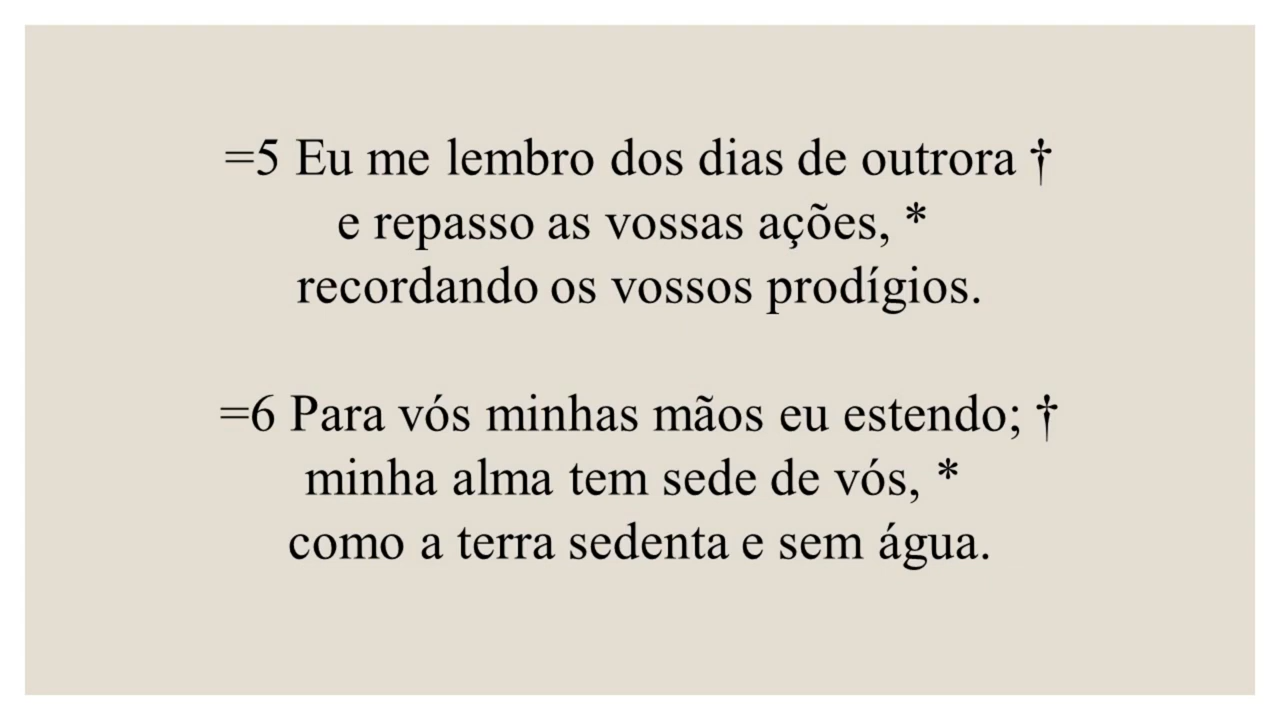 =5 Eu me lembro dos dias de outrora †
e repasso as vossas ações, *
recordando os vossos prodígios.
=6 Para vós minhas mãos eu estendo; †
minha alma tem sede de vós, *
como a terra sedenta e sem água.